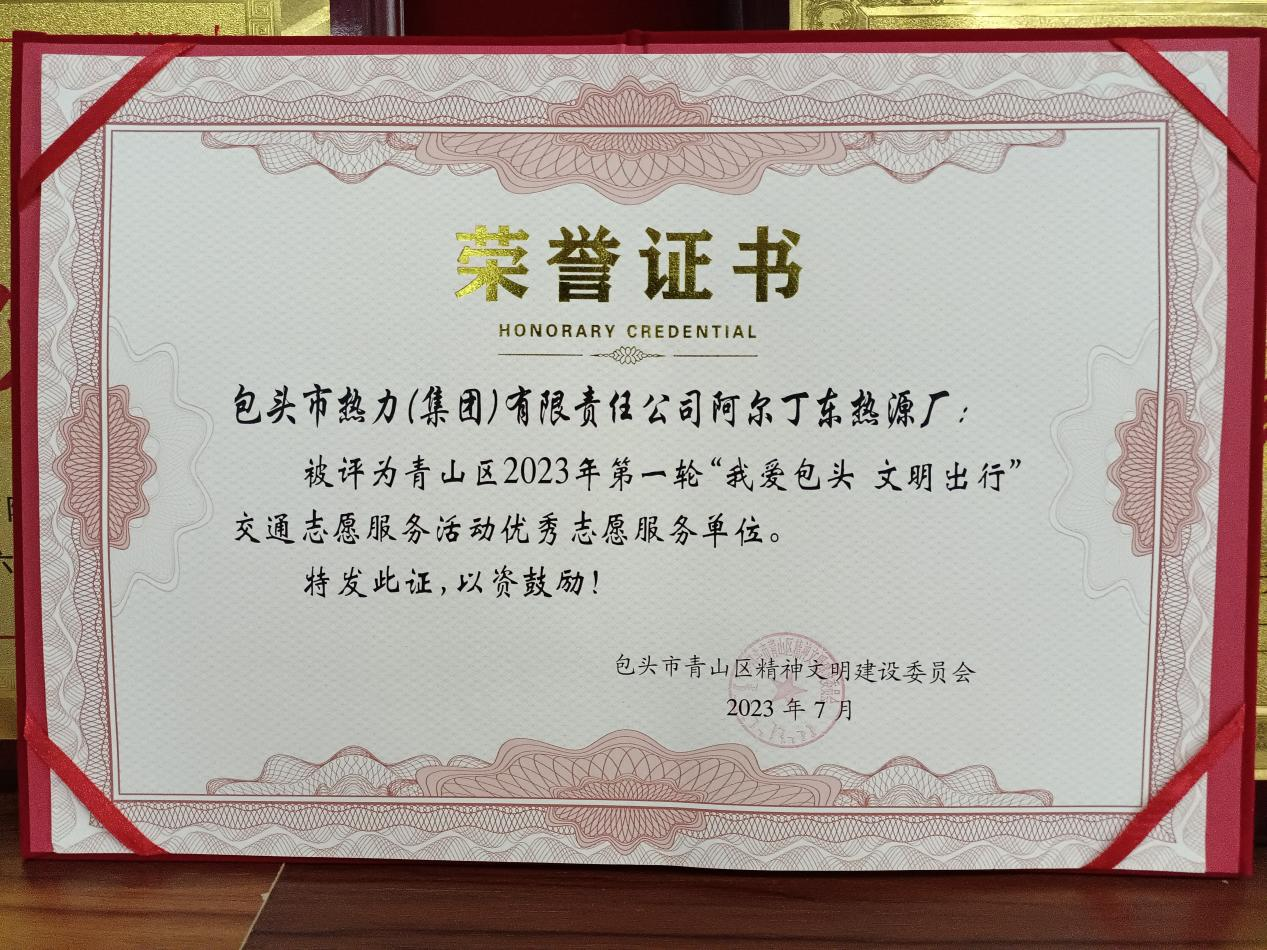 荣誉证书
HONORARY CREDENTIAL
包头市热力(集团)有限责任公司阿尔丁东热源厂：
被评为青山区2023年第一轮“我爱包头 文明出行”
交通志愿服务活动优秀志愿服务单位。
特发此证,以资鼓励!
包头市青山区精神文明建设委员会
2023 年 7 月